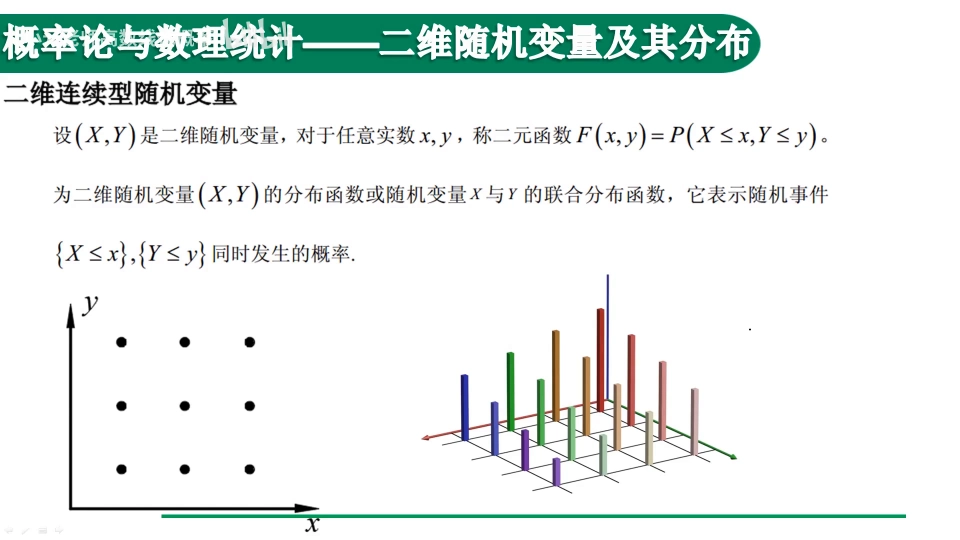 概率论与数理统计——二维随机变量及其分布
二维连续型随机变量
设(X,Y)是二维随机变量，对于任意实数x,y，称二元函数F(x,y)=P(X≤x,Y≤y)。
为二维随机变量(X,Y)的分布函数或随机变量X与Y的联合分布函数，它表示随机事件
{X≤x},{Y≤y}同时发生的概率.
y
x